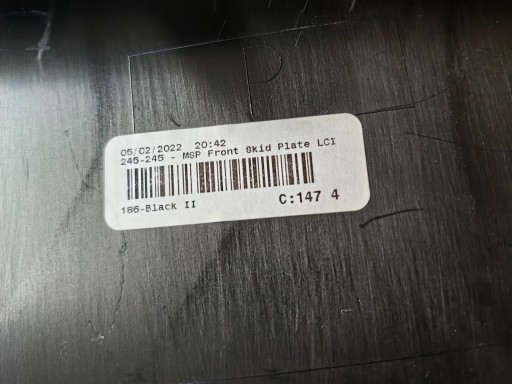 05/02/2022 20:42
245-245 - MSP Front Skid Plate LCI
186-Black II
C:147 4